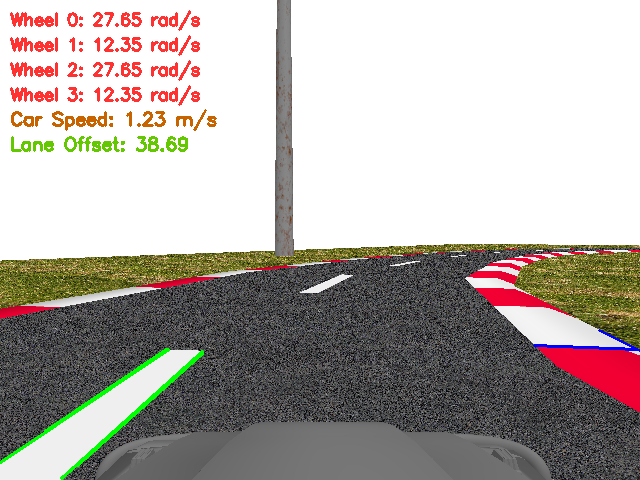 Wheel 0: 27.65 rad/s
Wheel 1: 12.35 rad/s
Wheel 2: 27.65 rad/s
Wheel 3: 12.35 rad/s
Car Speed: 1.23 m/s
Lane Offset: 38.69